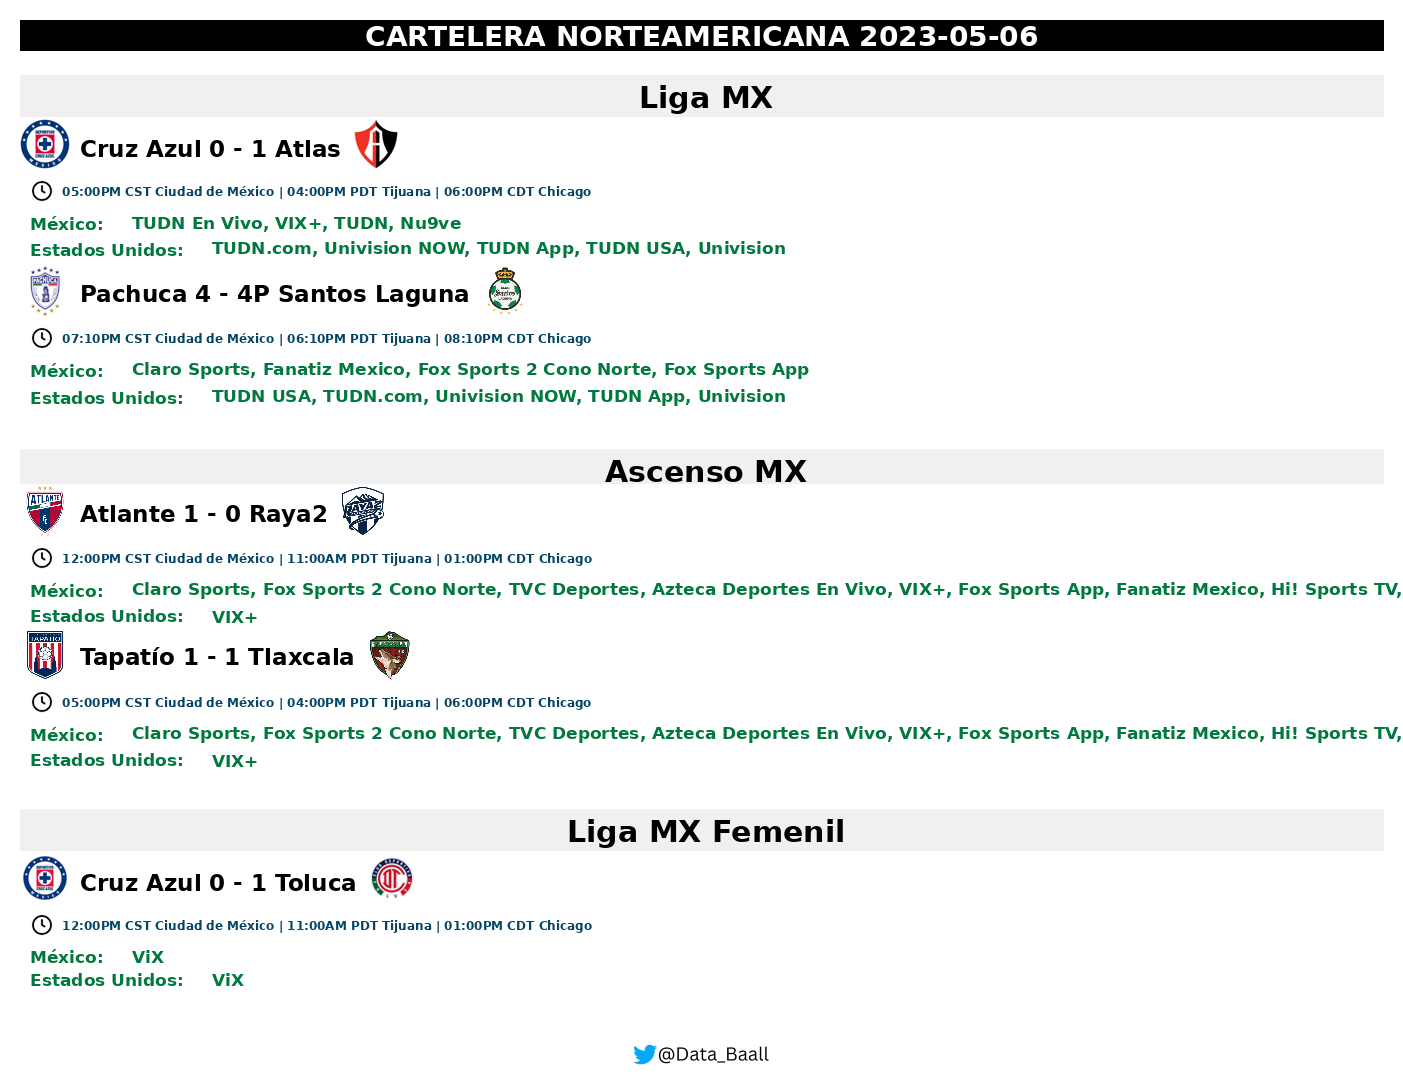 CARTELERA NORTEAMERICANA 2023-05-06
Liga MX
Cruz Azul 0 - 1 Atlas
05:00PM CST Ciudad de México | 04:00PM PDT Tijuana | 06:00PM CDT Chicago
México: TUDN En Vivo, VIX+, TUDN, Nu9ve
Estados Unidos: TUDN.com, Univision NOW, TUDN App, TUDN USA, Univision
Pachuca 4 - 4P Santos Laguna
07:10PM CST Ciudad de México | 06:10PM PDT Tijuana | 08:10PM CDT Chicago
México: Claro Sports, Fanatiz Mexico, Fox Sports 2 Cono Norte, Fox Sports App
Estados Unidos: TUDN USA, TUDN.com, Univision NOW, TUDN App, Univision
Ascenso MX
Atlante 1 - 0 Raya2
12:00PM CST Ciudad de México | 11:00AM PDT Tijuana | 01:00PM CDT Chicago
México: Claro Sports, Fox Sports 2 Cono Norte, TVC Deportes, Azteca Deportes En Vivo, VIX+, Fox Sports App, Fanatiz Mexico, Hi! Sports TV,
Estados Unidos: VIX+
Tapatío 1 - 1 Tlaxcala
05:00PM CST Ciudad de México | 04:00PM PDT Tijuana | 06:00PM CDT Chicago
México: Claro Sports, Fox Sports 2 Cono Norte, TVC Deportes, Azteca Deportes En Vivo, VIX+, Fox Sports App, Fanatiz Mexico, Hi! Sports TV,
Estados Unidos: VIX+
Liga MX Femenil
Cruz Azul 0 - 1 Toluca
12:00PM CST Ciudad de México | 11:00AM PDT Tijuana | 01:00PM CDT Chicago
México: ViX
Estados Unidos: ViX
@Data_Baall